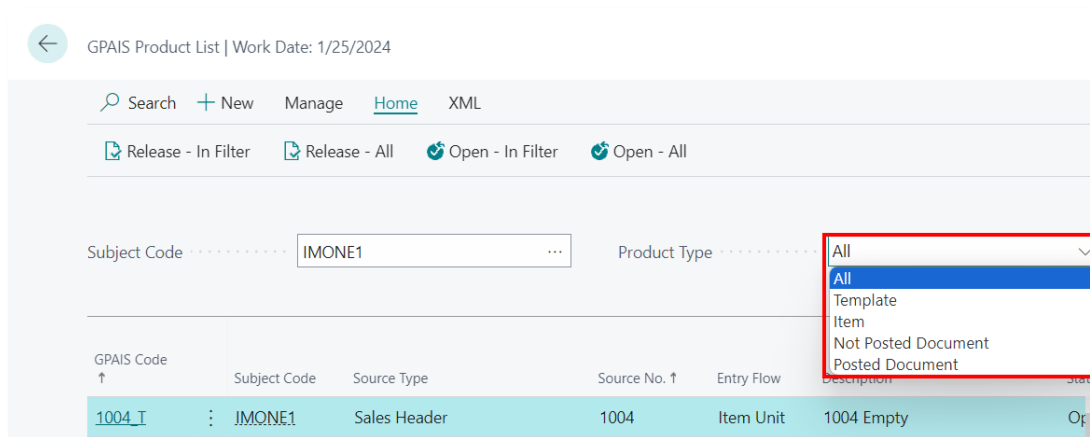 GPAIS Product List | Work Date: 1/25/2024
Search New Manage Home XML
Release - In Filter Release - All Open - In Filter Open - All
Subject Code IMONE1 ... Product Type All
All
Template
Item
Not Posted Document
Posted Document
GPAIS Code
Subject Code Source Type Source No. Entry Flow Description
1004_T IMONE1 Sales Header 1004 Item Unit 1004 Empty